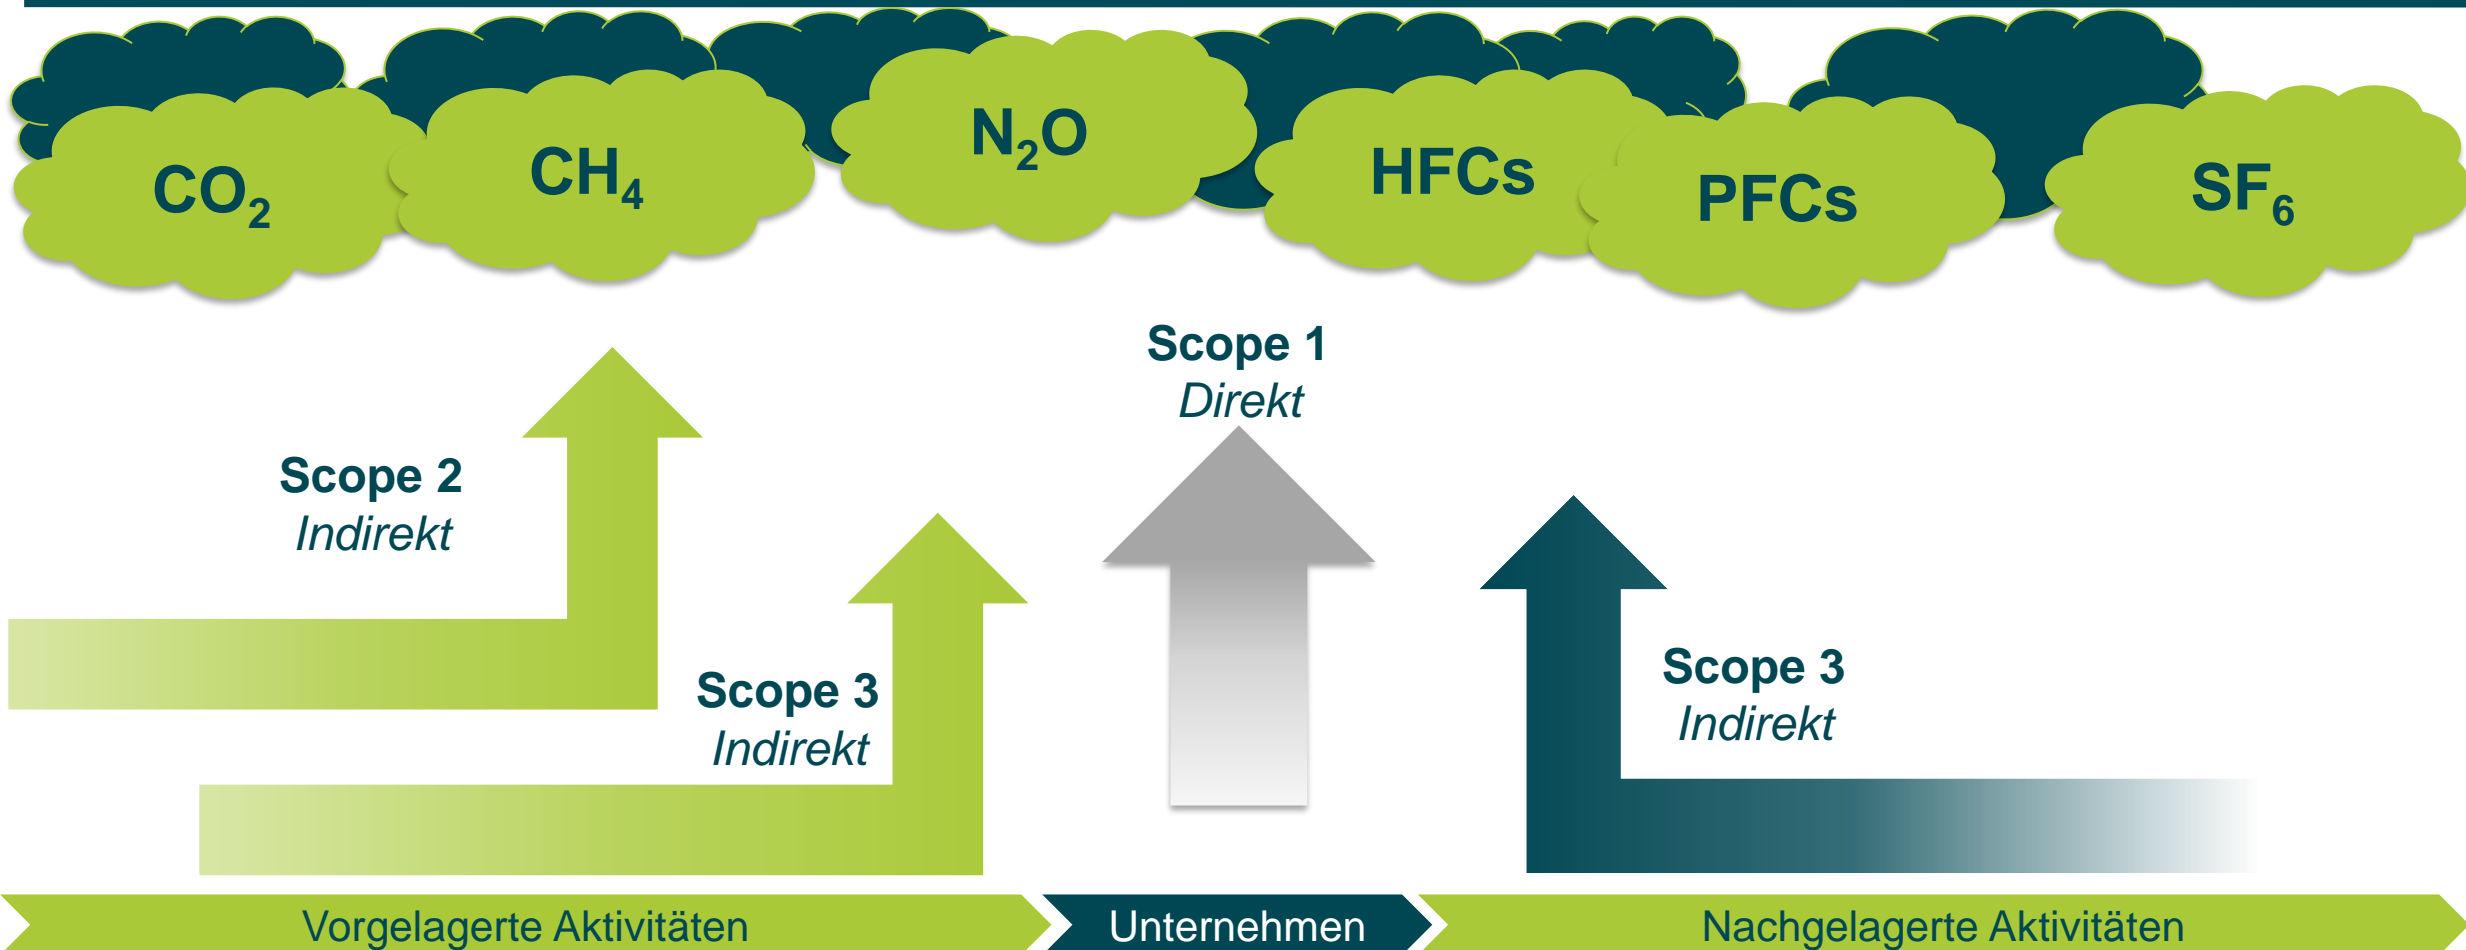 CO₂
CH₄
N₂O
HFCs
PFCs
SF₆
Scope 1
Direkt
Scope 2
Indirekt
Scope 3
Indirekt
Scope 3
Indirekt
Vorgelagerte Aktivitäten
Unternehmen
Nachgelagerte Aktivitäten